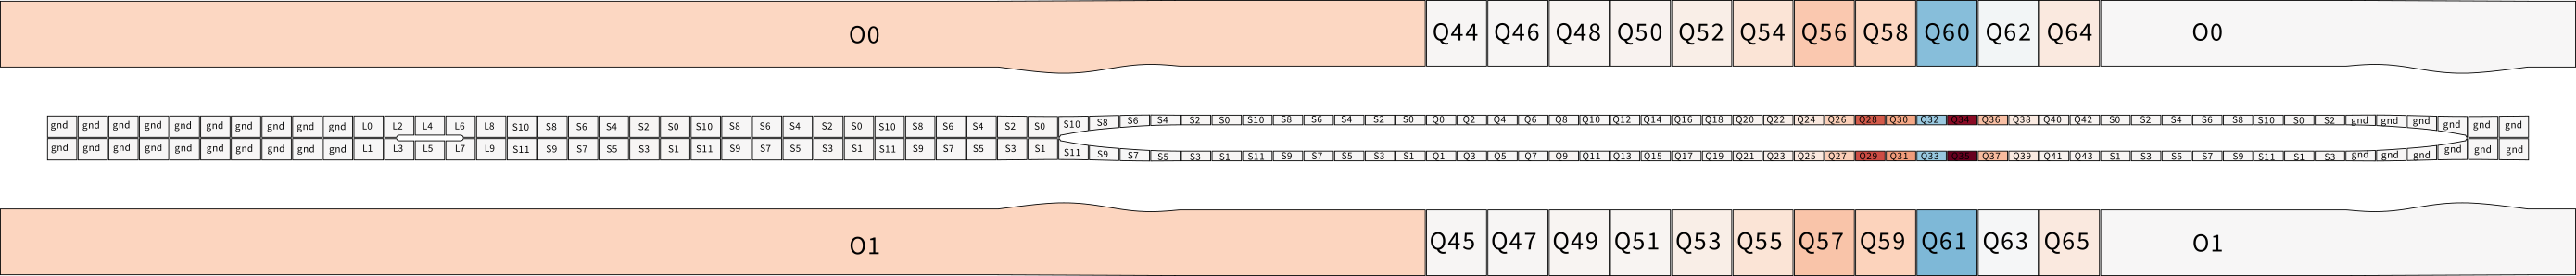 O0 Q44 Q46 Q48 Q50 Q52 Q54 Q56 Q58 Q60 Q62 Q64 O0
gnd gnd gnd gnd gnd gnd gnd gnd gnd gnd L0 L2 L4 L6 L8 S10 S8 S6 S4 S2 S0 S10 S8 S6 S4 S2 S0 S10 S8 S6 S4 S2 S0 S10 S8 S6 S4 S2 S0 S10 S8 S6 S4 S2 S0 Q0 Q2 Q4 Q6 Q8 Q10 Q12 Q14 Q16 Q18 Q20 Q22 Q24 Q26 Q28 Q30 Q32 Q34 Q36 Q38 Q40 Q42 S0 S2 S4 S6 S8 S10 S0 S2 gnd gnd gnd gnd gnd gnd
gnd gnd gnd gnd gnd gnd gnd gnd gnd gnd L1 L3 L5 L7 L9 S11 S9 S7 S5 S3 S1 S11 S9 S7 S5 S3 S1 S11 S9 S7 S5 S3 S1 S11 S9 S7 S5 S3 S1 S11 S9 S7 S5 S3 S1 Q1 Q3 Q5 Q7 Q9 Q11 Q13 Q15 Q17 Q19 Q21 Q23 Q25 Q27 Q29 Q31 Q33 Q35 Q37 Q39 Q41 Q43 S1 S3 S5 S7 S9 S11 S1 S3 gnd gnd gnd gnd gnd gnd
O1 Q45 Q47 Q49 Q51 Q53 Q55 Q57 Q59 Q61 Q63 Q65 O1